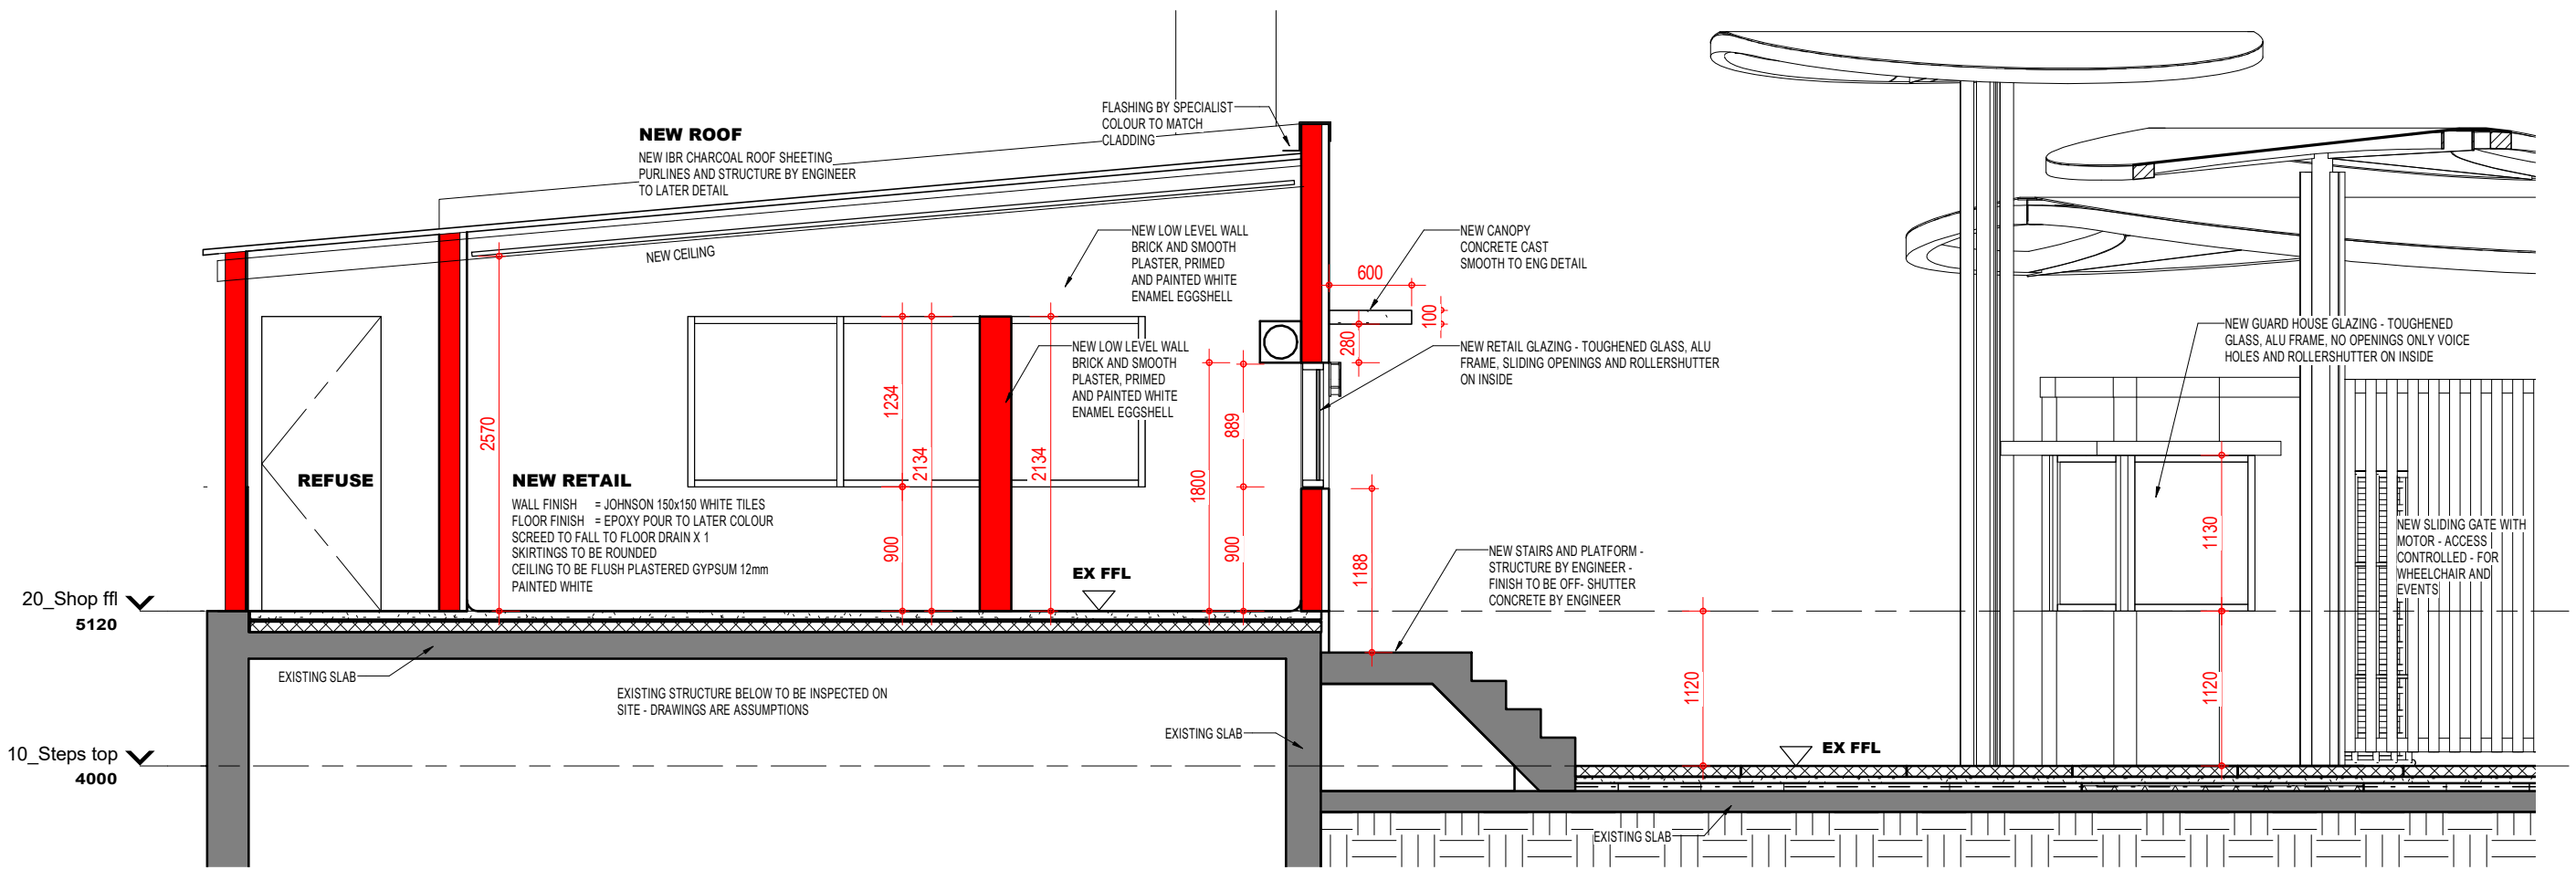 FLASHING BY SPECIALIST
COLOUR TO MATCH
CLADDING
NEW ROOF
NEW IBR CHARCOAL ROOF SHEETING
PURLINES AND STRUCTURE BY ENGINEER
TO LATER DETAIL
NEW CEILING
NEW LOW LEVEL WALL
BRICK AND SMOOTH
PLASTER, PRIMED
AND PAINTED WHITE
ENAMEL EGGSHELL
NEW CANOPY
CONCRETE CAST
SMOOTH TO ENG DETAIL
600
100
280
NEW LOW LEVEL WALL
BRICK AND SMOOTH
PLASTER, PRIMED
AND PAINTED WHITE
ENAMEL EGGSHELL
NEW RETAIL GLAZING - TOUGHENED GLASS, ALU
FRAME, SLIDING OPENINGS AND ROLLERSHUTTER
ON INSIDE
NEW GUARD HOUSE GLAZING - TOUGHENED
GLASS, ALU FRAME, NO OPENINGS ONLY VOICE
HOLES AND ROLLERSHUTTER ON INSIDE
2570
1234
2134
2134
889
1800
900
900
1188
1130
REFUSE
NEW RETAIL
WALL FINISH = JOHNSON 150x150 WHITE TILES
FLOOR FINISH = EPOXY POUR TO LATER COLOUR
SCREED TO FALL TO FLOOR DRAIN X 1
SKIRTINGS TO BE ROUNDED
CEILING TO BE FLUSH PLASTERED GYPSUM 12mm
PAINTED WHITE
EX FFL
NEW STAIRS AND PLATFORM -
STRUCTURE BY ENGINEER -
FINISH TO BE OFF- SHUTTER
CONCRETE BY ENGINEER
NEW SLIDING GATE WITH
MOTOR - ACCESS
CONTROLLED - FOR
WHEELCHAIR AND
EVENTS
20_Shop ffl
5120
EXISTING SLAB
EXISTING STRUCTURE BELOW TO BE INSPECTED ON
SITE - DRAWINGS ARE ASSUMPTIONS
EXISTING SLAB
1120
1120
EX FFL
10_Steps top
4000
EXISTING SLAB